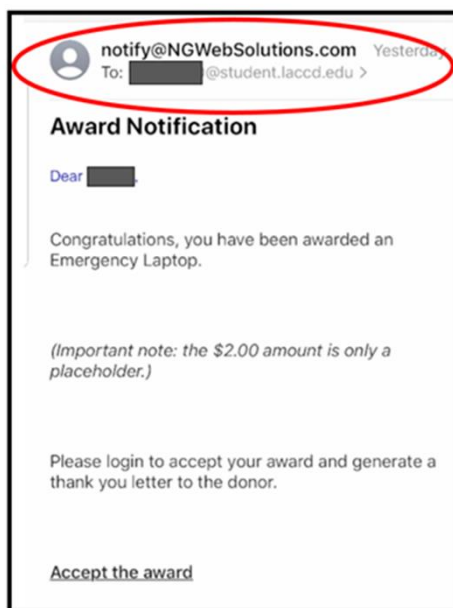 notify@NGWebSolutions.com Yesterday
To: @student.laccd.edu >
Award Notification
Dear ,
Congratulations, you have been awarded an
Emergency Laptop.
(Important note: the $2.00 amount is only a
placeholder.)
Please login to accept your award and generate a
thank you letter to the donor.
Accept the award